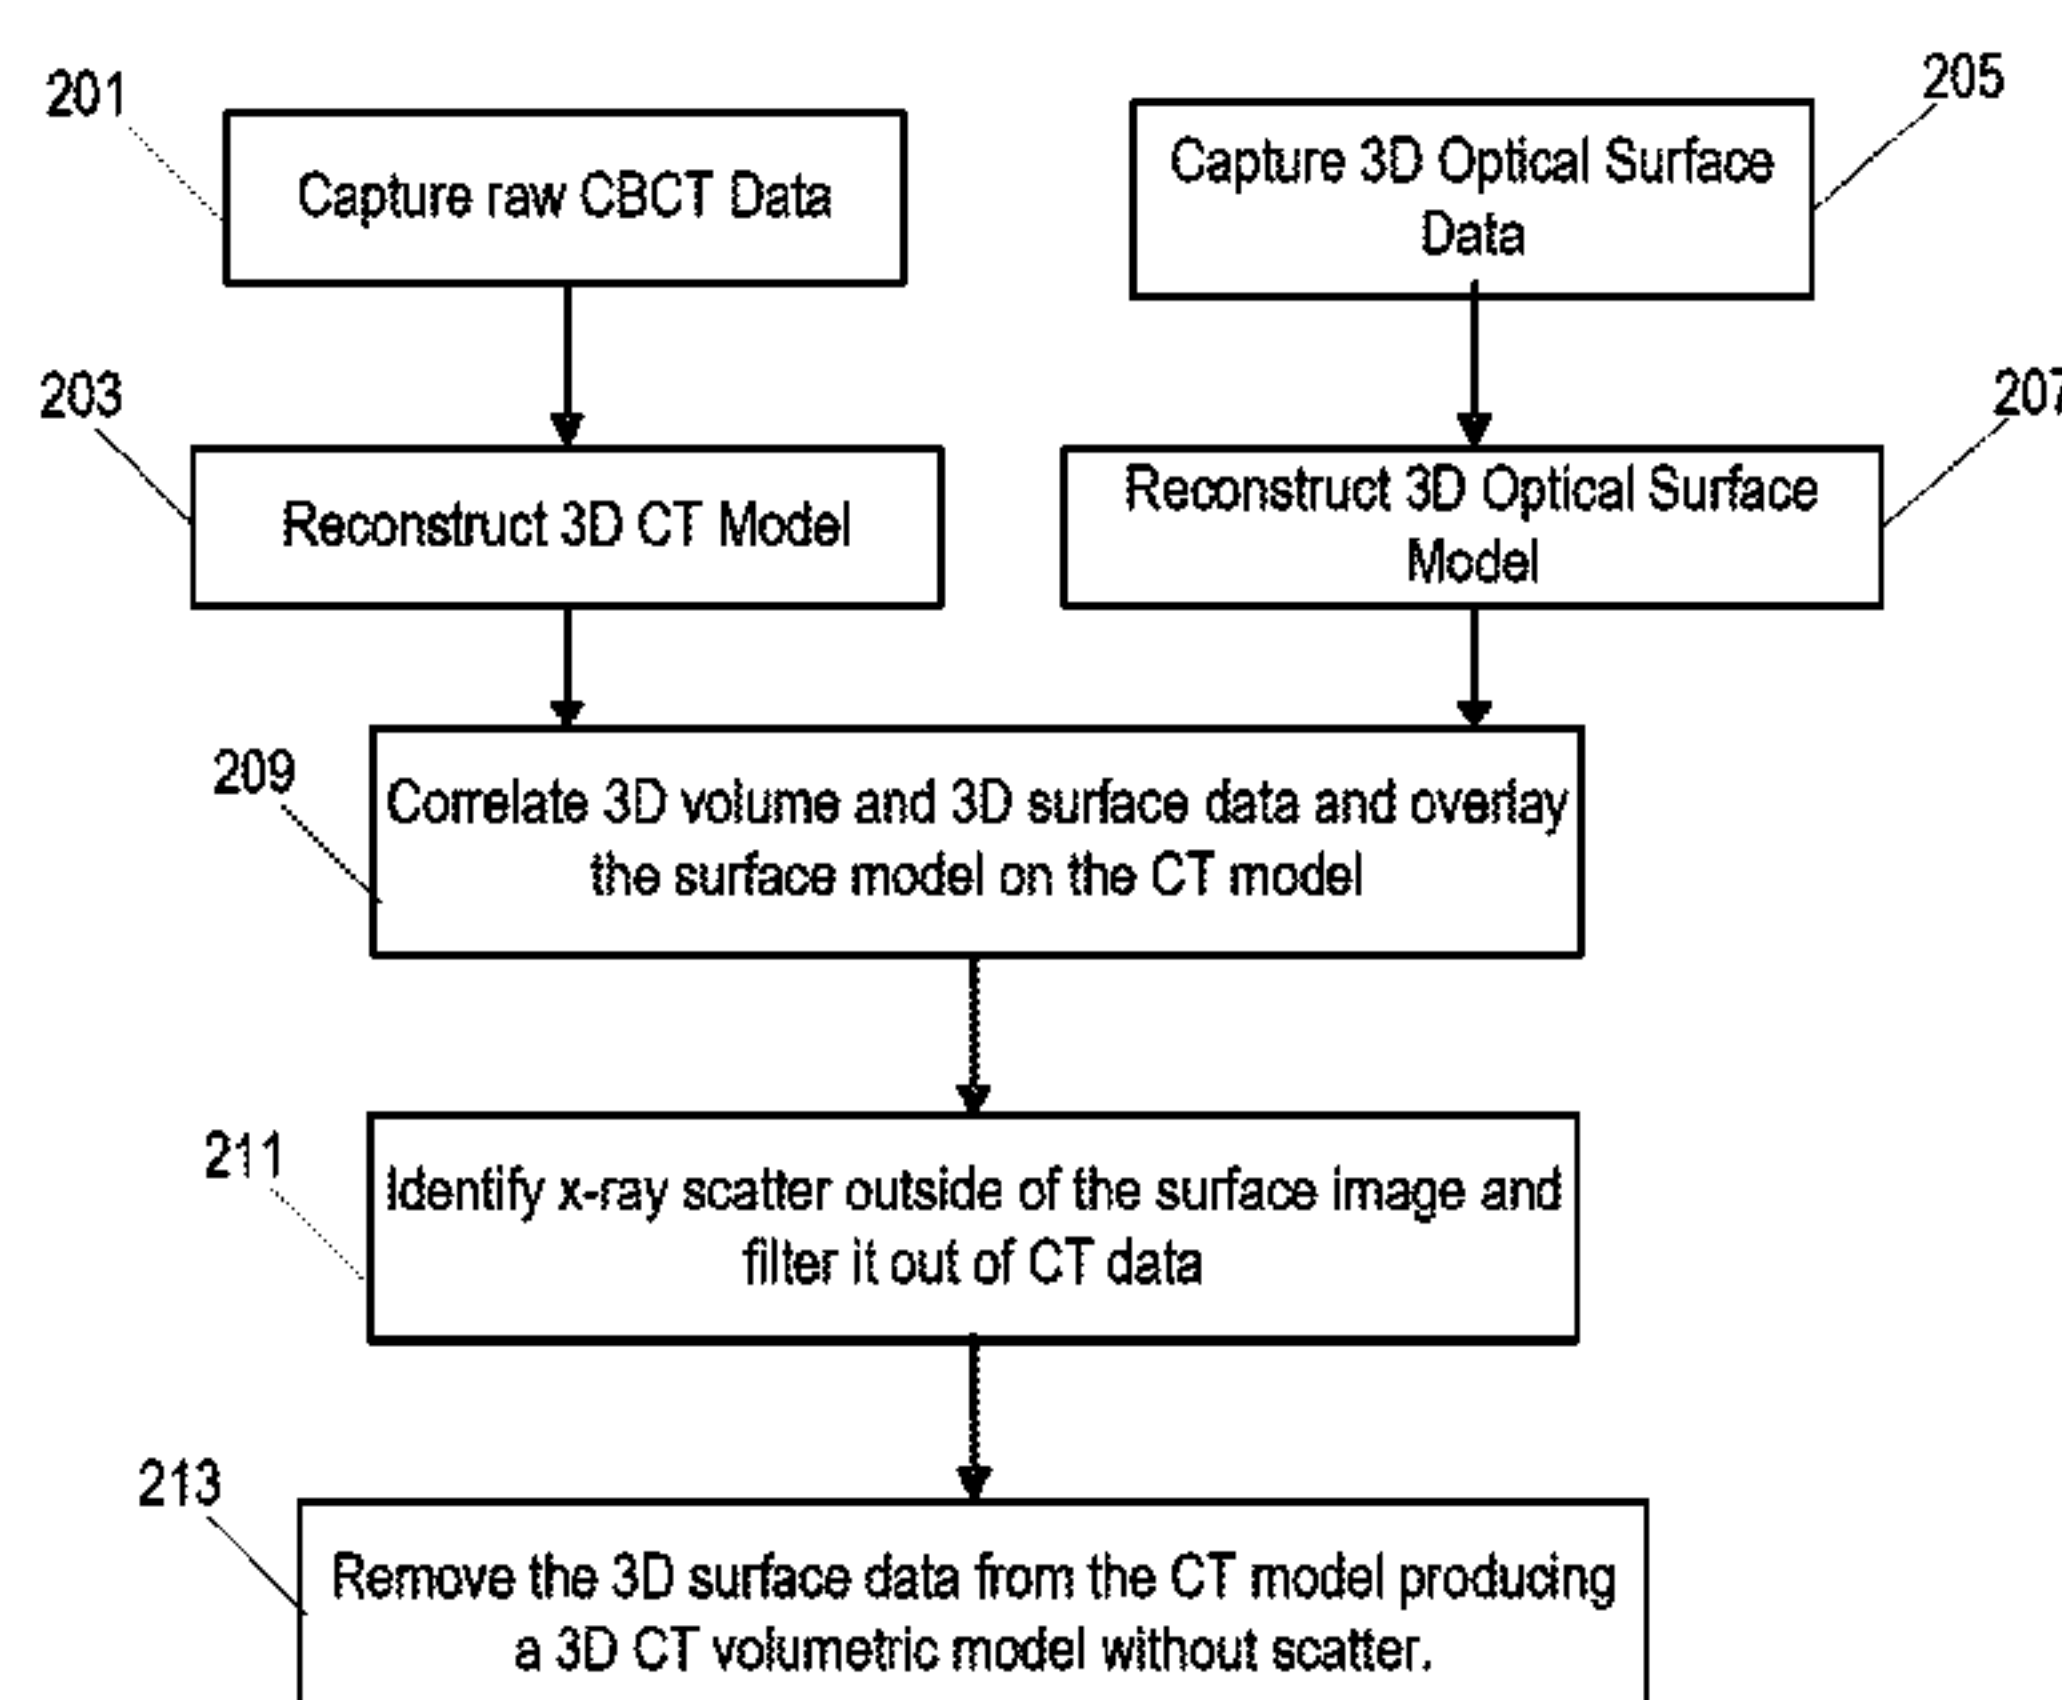 201
Capture raw CBCT Data
205
Capture 3D Optical Surface
Data
203
Reconstruct 3D CT Model
207
Reconstruct 3D Optical Surface
Model
209
Correlate 3D volume and 3D surface data and overlay
the surface model on the CT model
211
Identify x-ray scatter outside of the surface image and
filter it out of CT data
213
Remove the 3D surface data from the CT model producing
a 3D CT volumetric model without scatter.